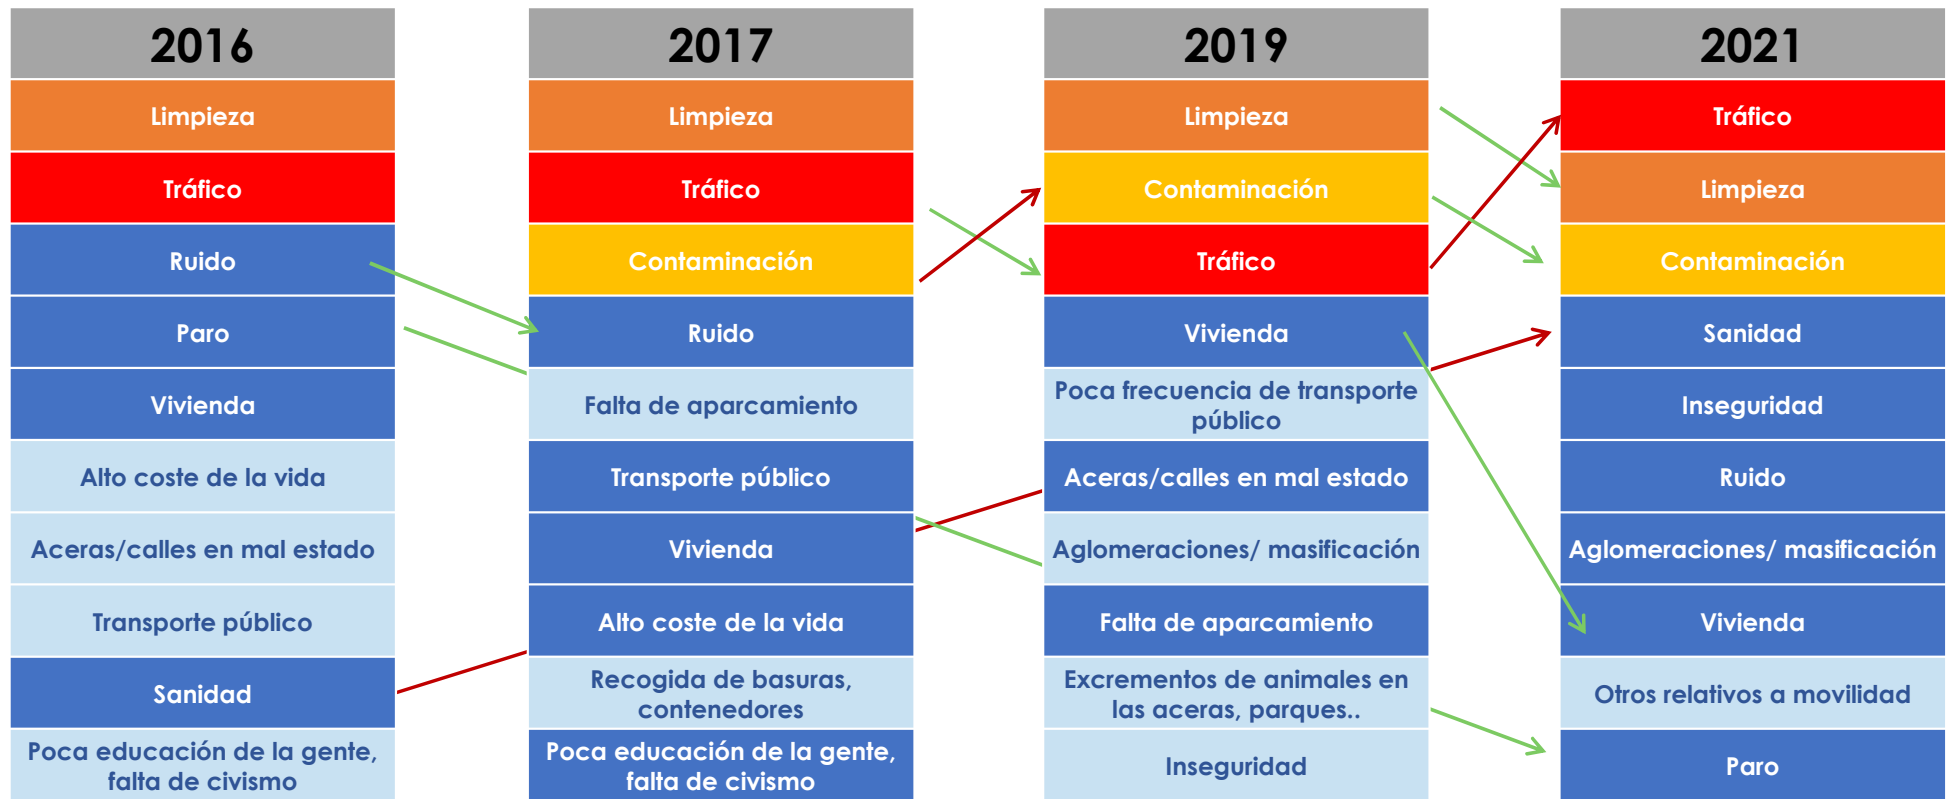 2016
Limpieza
Tráfico
Ruido
Paro
Vivienda
Alto coste de la vida
Aceras/calles en mal estado
Transporte público
Sanidad
Poca educación de la gente,
falta de civismo
2017
Limpieza
Tráfico
Contaminación
Ruido
Falta de aparcamiento
Transporte público
Vivienda
Alto coste de la vida
Recogida de basuras,
contenedores
Poca educación de la gente,
falta de civismo
2019
Limpieza
Contaminación
Tráfico
Vivienda
Poca frecuencia de transporte
público
Aceras/calles en mal estado
Aglomeraciones/ masificación
Falta de aparcamiento
Excrementos de animales en
las aceras, parques..
Inseguridad
2021
Tráfico
Limpieza
Contaminación
Sanidad
Inseguridad
Ruido
Aglomeraciones/ masificación
Vivienda
Otros relativos a movilidad
Paro